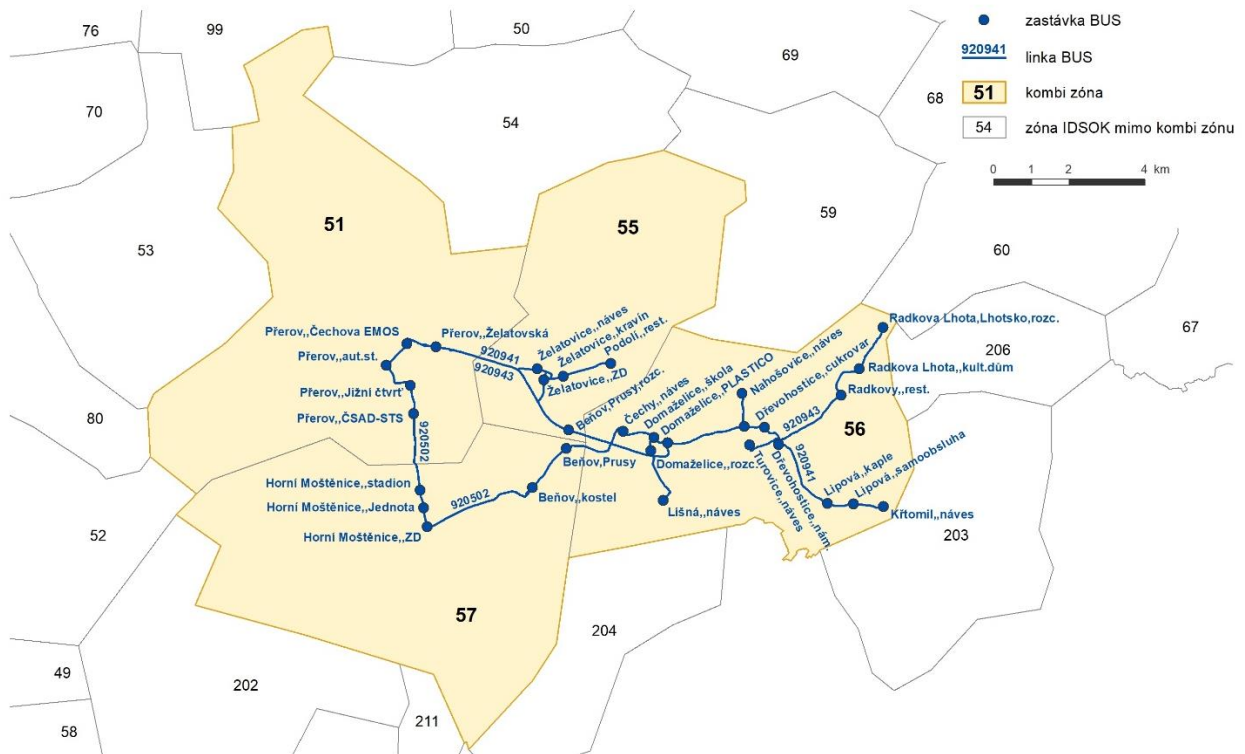 76
99
50
zastávka BUS
920941
linka BUS
69
51
kombi zóna
68
70
54
54
zóna IDSOK mimo kombi zónu
0 1 2 4 km
51
55
59
53
60
67
Radkova Lhota,Lhotsko,rozc.
Přerov,,Čechova EMOS
Přerov,,Želatovská
Želatovice,,náves
Želatovice,,kravín
Podolí,,rest.
206
920941
920943
Přerov,,aut.st.
Želatovice,,ZD
Radkova Lhota,,kult.dům
Přerov,,Jižní čtvrť
Radkovy,,rest.
Přerov,,ČSAD-STS
80
Beňov,Prusy,rozc.
Čechy,,náves
Domaželice,,škola
Domaželice,,PLASTICO
Nahošovice,,náves
Dřevohostice,,cukrovar
920943
56
920502
Beňov,Prusy
Domaželice,,rozc.
920941
Turovice,,náves
Dřevohostice,,nám.
Lipová,,kaple
Lipová,,samoobsluha
Horní Moštěnice,,stadion
920502
Beňov,,kostel
Lišná,,náves
Křtomil,,náves
Horní Moštěnice,,Jednota
Horní Moštěnice,,ZD
52
203
57
204
49
202
211
58